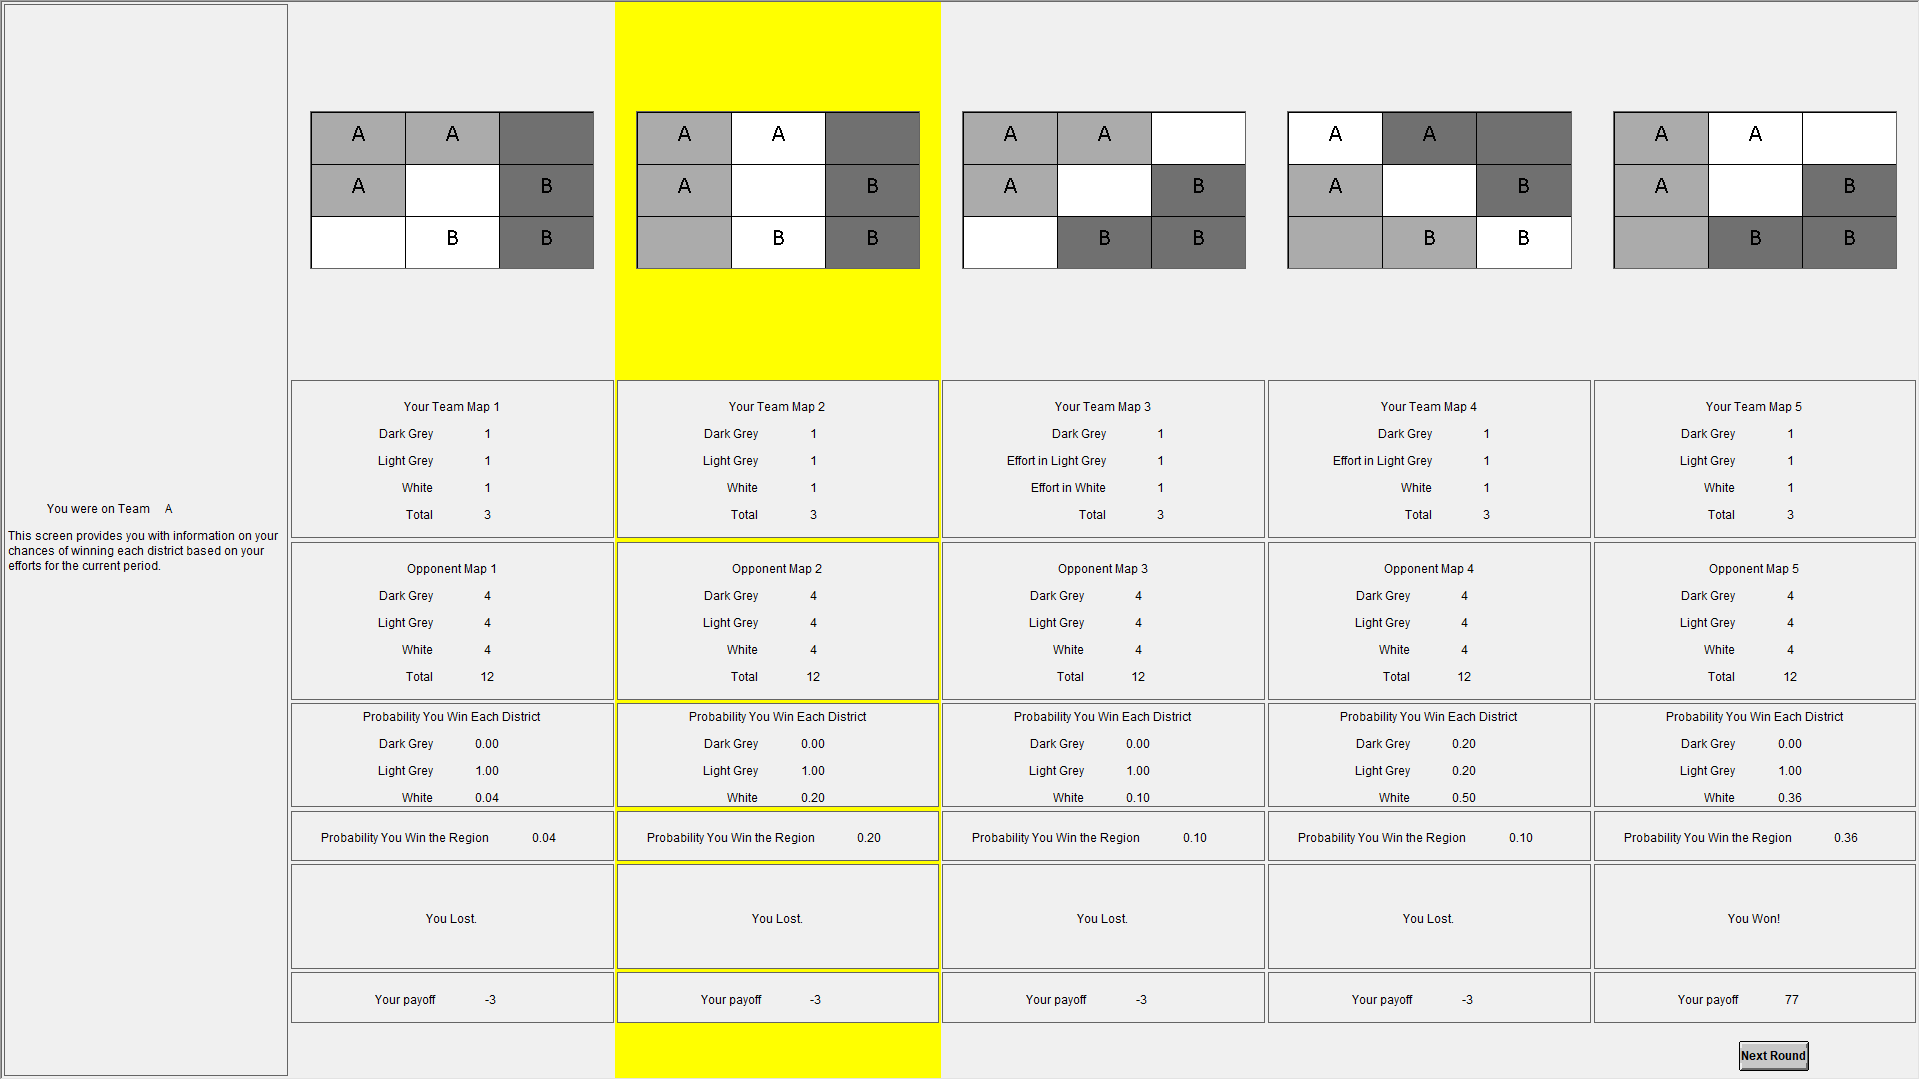 A A
A B
B B
A A
A B
B B
A A
A B
B B
A A
A B
B B
A A
A B
B B
You were on Team A
This screen provides you with information on your
chances of winning each district based on your
efforts for the current period.
Your Team Map 1
Dark Grey 1
Light Grey 1
White 1
Total 3
Opponent Map 1
Dark Grey 4
Light Grey 4
White 4
Total 12
Probability You Win Each District
Dark Grey 0.00
Light Grey 1.00
White 0.04
Probability You Win the Region 0.04
You Lost.
Your payoff -3
Your Team Map 2
Dark Grey 1
Light Grey 1
White 1
Total 3
Opponent Map 2
Dark Grey 4
Light Grey 4
White 4
Total 12
Probability You Win Each District
Dark Grey 0.00
Light Grey 1.00
White 0.20
Probability You Win the Region 0.20
You Lost.
Your payoff -3
Your Team Map 3
Dark Grey 1
Effort in Light Grey 1
Effort in White 1
Total 3
Opponent Map 3
Dark Grey 4
Light Grey 4
White 4
Total 12
Probability You Win Each District
Dark Grey 0.00
Light Grey 1.00
White 0.10
Probability You Win the Region 0.10
You Lost.
Your payoff -3
Your Team Map 4
Dark Grey 1
Effort in Light Grey 1
White 1
Total 3
Opponent Map 4
Dark Grey 4
Light Grey 4
White 4
Total 12
Probability You Win Each District
Dark Grey 0.20
Light Grey 0.20
White 0.50
Probability You Win the Region 0.10
You Lost.
Your payoff -3
Your Team Map 5
Dark Grey 1
Light Grey 1
White 1
Total 3
Opponent Map 5
Dark Grey 4
Light Grey 4
White 4
Total 12
Probability You Win Each District
Dark Grey 0.00
Light Grey 1.00
White 0.36
Probability You Win the Region 0.36
You Won!
Your payoff 77
Next Round